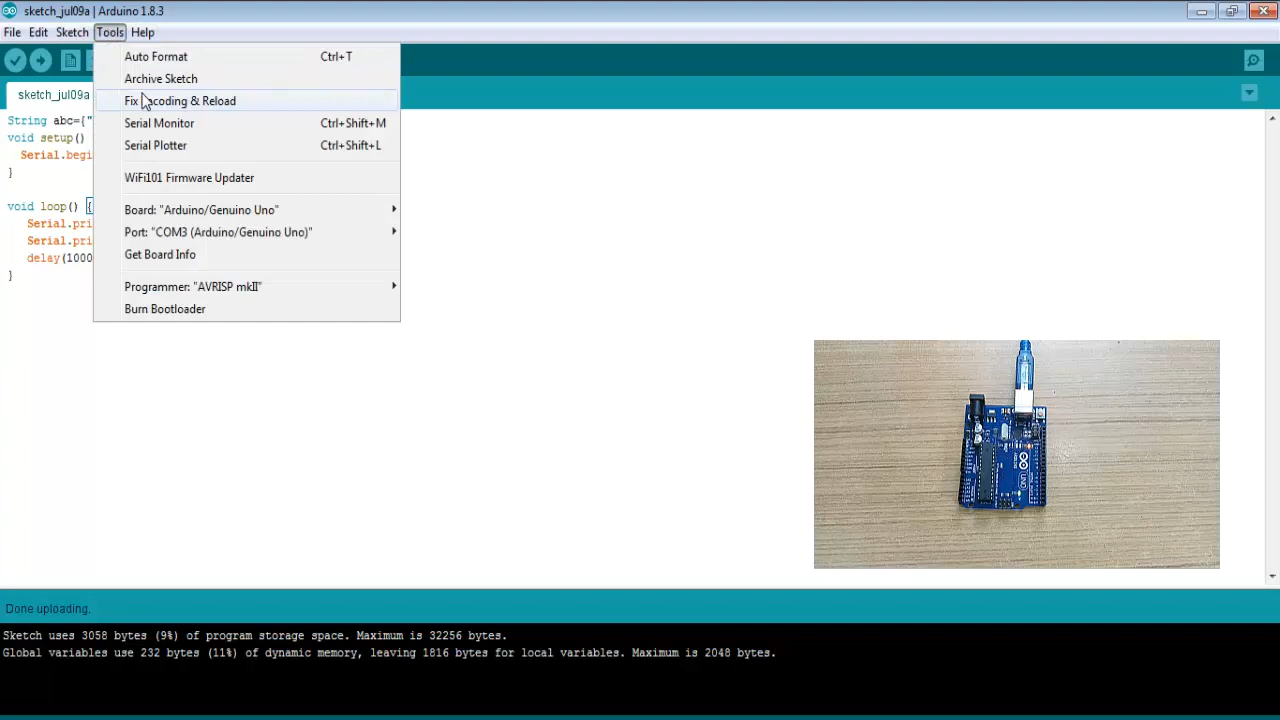 sketch_jul09a | Arduino 1.8.3
File Edit Sketch Tools Help
Auto Format Ctrl+T
Archive Sketch
sketch_jul09a
Fix coding & Reload
String abc={"
Serial Monitor Ctrl+Shift+M
void setup()
Serial Plotter Ctrl+Shift+L
Serial.begi
}
WiFi101 Firmware Updater
void loop() {
Board: "Arduino/Genuino Uno"
Serial.pri
Port: "COM3 (Arduino/Genuino Uno)"
Serial.pri
Get Board Info
delay(1000
}
Programmer: "AVRISP mkII"
Burn Bootloader
UNO
Done uploading.
Sketch uses 3058 bytes (9%) of program storage space. Maximum is 32256 bytes.
Global variables use 232 bytes (11%) of dynamic memory, leaving 1816 bytes for local variables. Maximum is 2048 bytes.